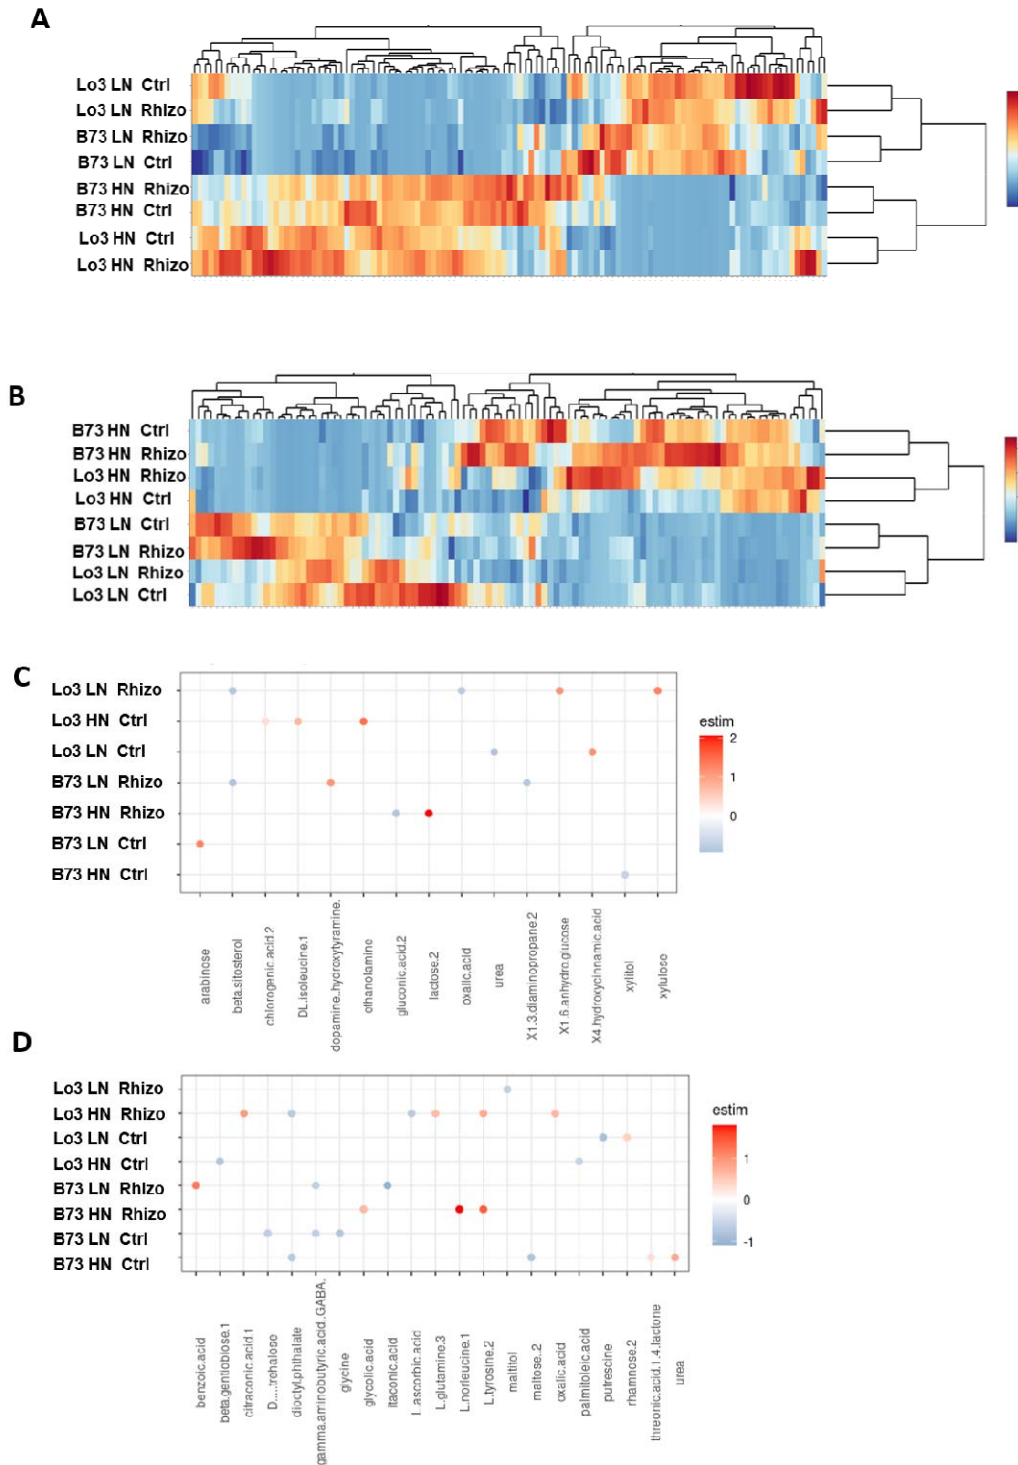 A
Lo3 LN Ctrl
Lo3 LN Rhizo
B73 LN Rhizo
B73 LN Ctrl
B73 HN Rhizo
B73 HN Ctrl
Lo3 HN Ctrl
Lo3 HN Rhizo
B
B73 HN Ctrl
B73 HN Rhizo
Lo3 HN Rhizo
Lo3 HN Ctrl
B73 LN Ctrl
B73 LN Rhizo
Lo3 LN Rhizo
Lo3 LN Ctrl
C
Lo3 LN Rhizo
Lo3 HN Ctrl
Lo3 LN Ctrl
B73 LN Rhizo
B73 HN Rhizo
B73 LN Ctrl
B73 HN Ctrl
estim
2
1
0
arabinose
beta.sitosterol
chlorogenic.acid.2
DL.isoleucine.1
dopamine..hydroxytyramine.
ethanolamine
gluconic.acid.2
lactose.2
oxalic.acid
urea
X1.3.diaminopropane.2
X1.6.anhydro.glucose
X4.hydroxycinnamic.acid
xylitol
xylulose
D
Lo3 LN Rhizo
Lo3 HN Rhizo
Lo3 LN Ctrl
Lo3 HN Ctrl
B73 LN Rhizo
B73 HN Rhizo
B73 LN Ctrl
B73 HN Ctrl
estim
1
0
-1
benzoic.acid
beta.gentiobiose.1
citraconic.acid.1
D.....trehalose
dioctyl.phthalate
gamma.aminobutyric.acid..GABA.
glycine
glycolic.acid
itaconic.acid
L.ascorbic.acid
L.glutamine.3
L.norleucine.1
L.tyrosine.2
maltitol
maltose..2
oxalic.acid
palmitoleic.acid
putrescine
rhamnose.2
threonic.acid.1.4.lactone
urea